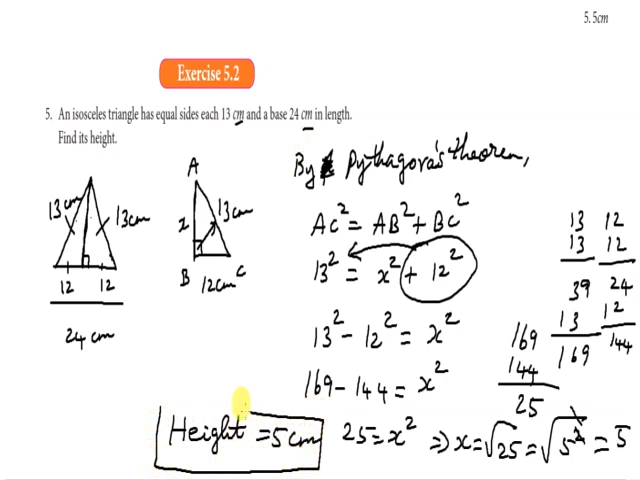 5. 5cm
Exercise 5.2
5. An isosceles triangle has equal sides each 13 cm and a base 24 cm in length.
Find its height.
By Pythagora's theorem,
13cm
13cm
12
12
24 cm
A
x
13cm
B
12cm
C
AC² = AB² + BC²
13² = x² + 12²
13² - 12² = x²
169 - 144 = x²
25 = x² ⇒ x = √25 = √5² = 5
Height = 5 cm
13
13
39
13
169
12
12
24
12
144
169
144
25